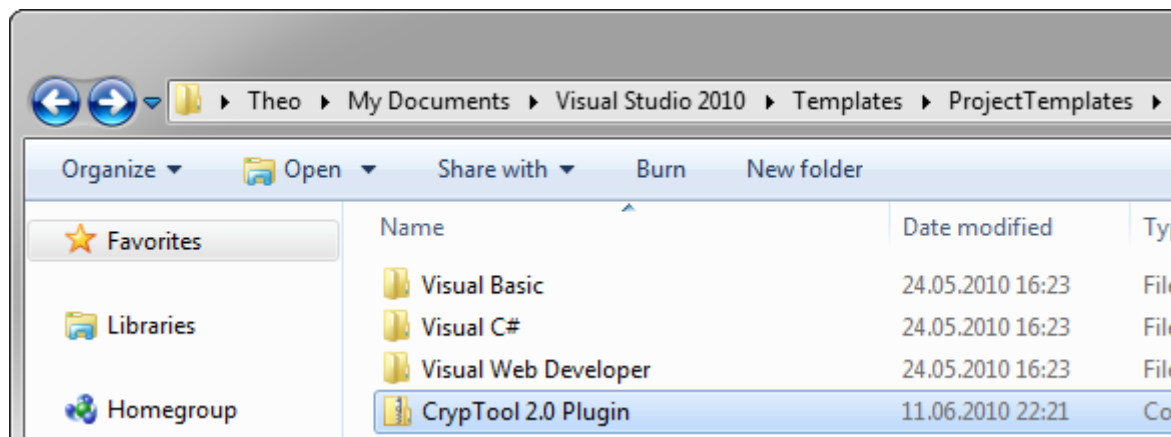 Theo My Documents Visual Studio 2010 Templates ProjectTemplates
Organize Open Share with Burn New folder
Favorites
Libraries
Homegroup
Name Date modified
Visual Basic 24.05.2010 16:23
Visual C# 24.05.2010 16:23
Visual Web Developer 24.05.2010 16:23
CrypTool 2.0 Plugin 11.06.2010 22:21